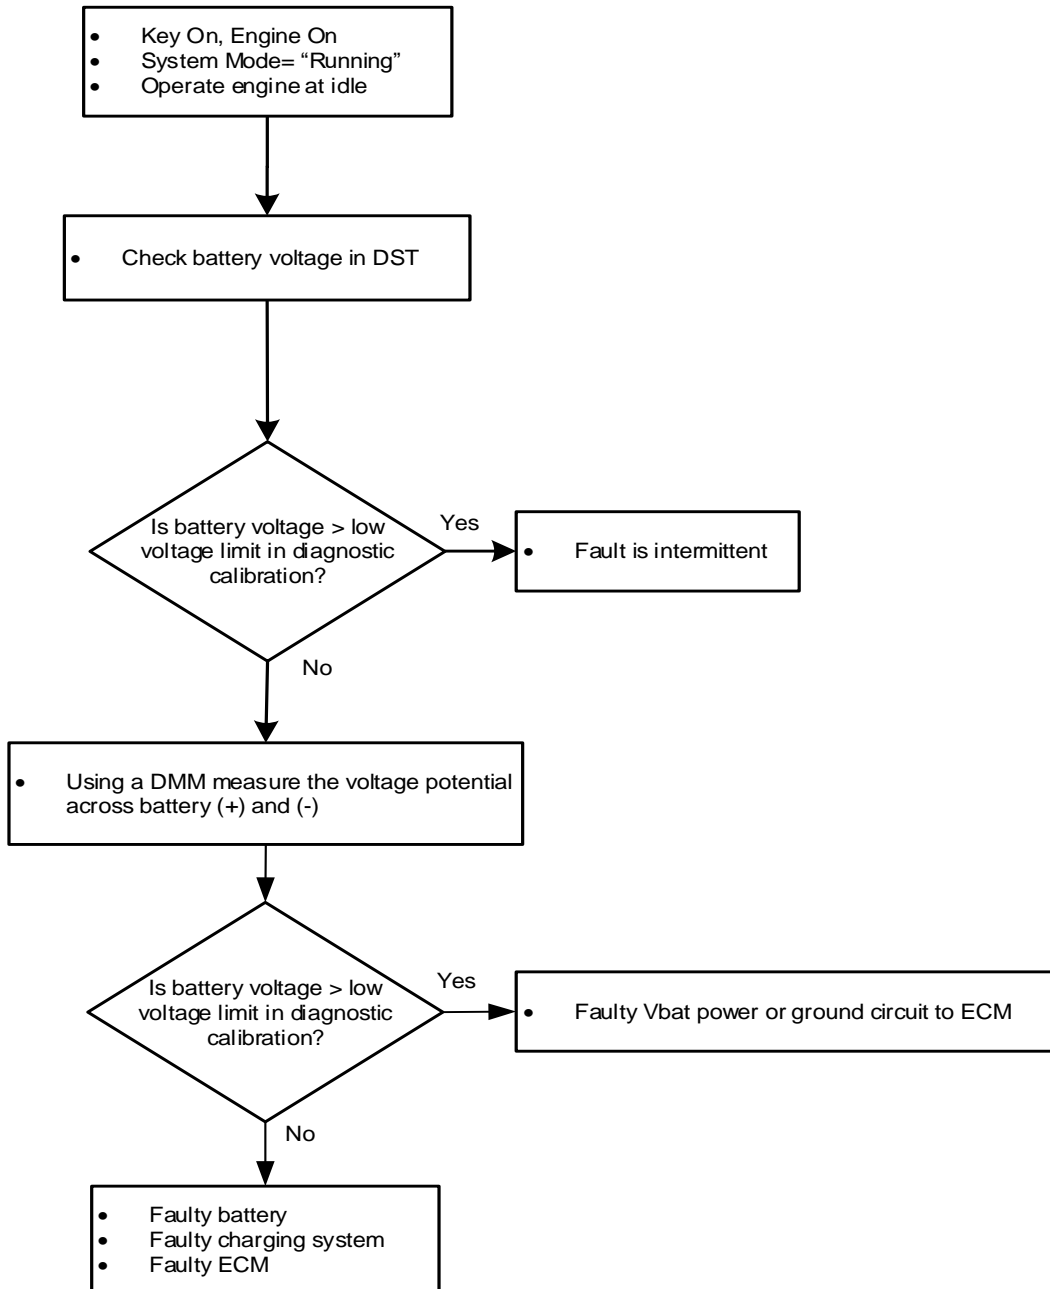 • Key On, Engine On
• System Mode= “Running”
• Operate engine at idle
• Check battery voltage in DST
Is battery voltage > low
voltage limit in diagnostic
calibration?
Yes
• Fault is intermittent
No
• Using a DMM measure the voltage potential
across battery (+) and (-)
Is battery voltage > low
voltage limit in diagnostic
calibration?
Yes
• Faulty Vbat power or ground circuit to ECM
No
• Faulty battery
• Faulty charging system
• Faulty ECM